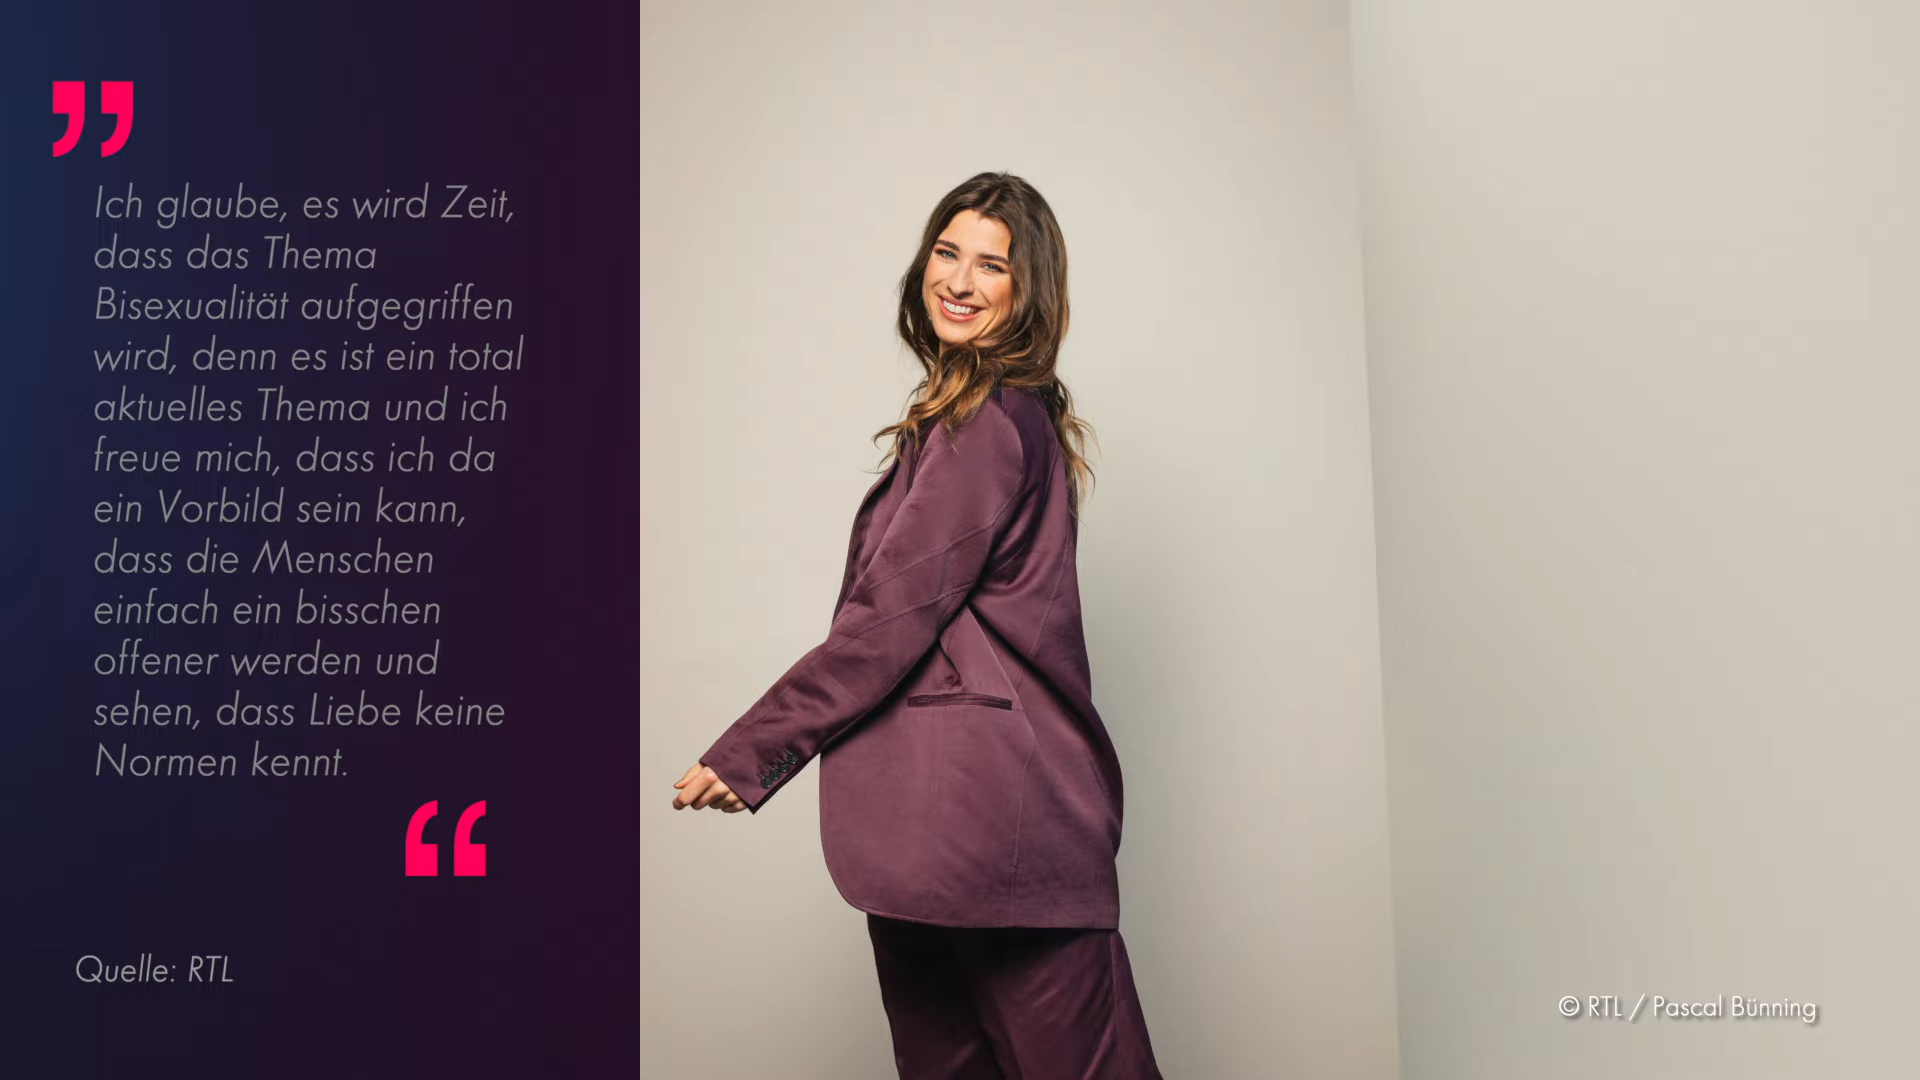 ”
Ich glaube, es wird Zeit,
dass das Thema
Bisexualität aufgegriffen
wird, denn es ist ein total
aktuelles Thema und ich
freue mich, dass ich da
ein Vorbild sein kann,
dass die Menschen
einfach ein bisschen
offener werden und
sehen, dass Liebe keine
Normen kennt.
“
Quelle: RTL
© RTL / Pascal Bünning